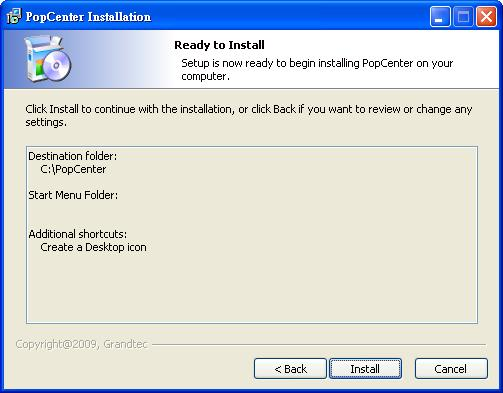 PopCenter Installation
Ready to Install
Setup is now ready to begin installing PopCenter on your
computer.
Click Install to continue with the installation, or click Back if you want to review or change any
settings.
Destination folder:
C:\PopCenter
Start Menu Folder:
Additional shortcuts:
Create a Desktop icon
Copyright@2009, Grandtec
< Back Install Cancel